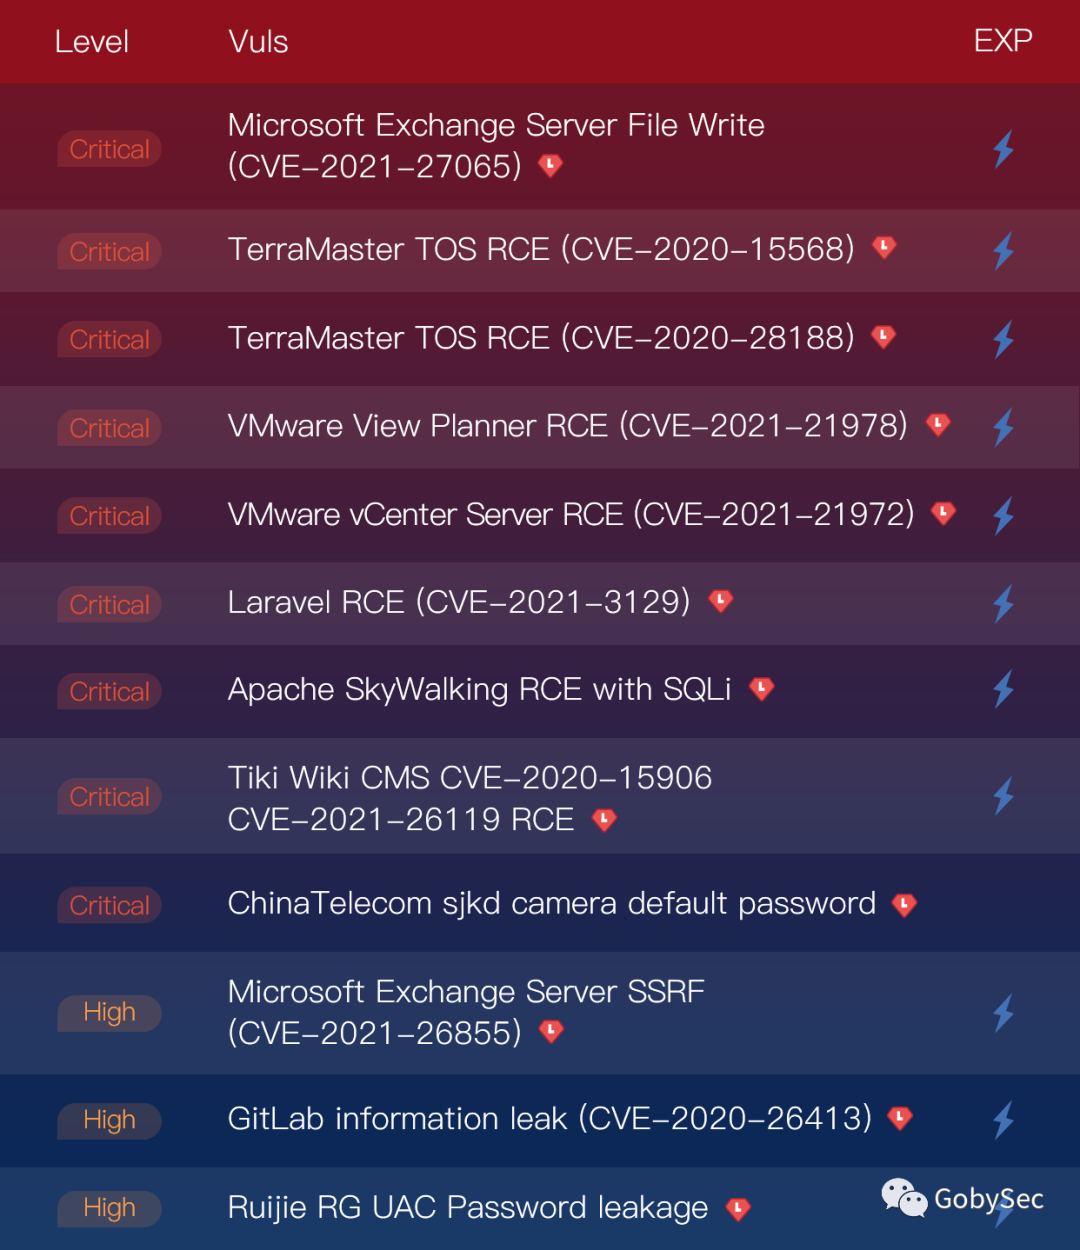 Level Vuls EXP
Critical Microsoft Exchange Server File Write
(CVE-2021-27065)
Critical TerraMaster TOS RCE (CVE-2020-15568)
Critical TerraMaster TOS RCE (CVE-2020-28188)
Critical VMware View Planner RCE (CVE-2021-21978)
Critical VMware vCenter Server RCE (CVE-2021-21972)
Critical Laravel RCE (CVE-2021-3129)
Critical Apache SkyWalking RCE with SQLi
Critical Tiki Wiki CMS CVE-2020-15906
CVE-2021-26119 RCE
Critical ChinaTelecom sjkd camera default password
High Microsoft Exchange Server SSRF
(CVE-2021-26855)
High GitLab information leak (CVE-2020-26413)
High Ruijie RG UAC Password leakage
GobySec